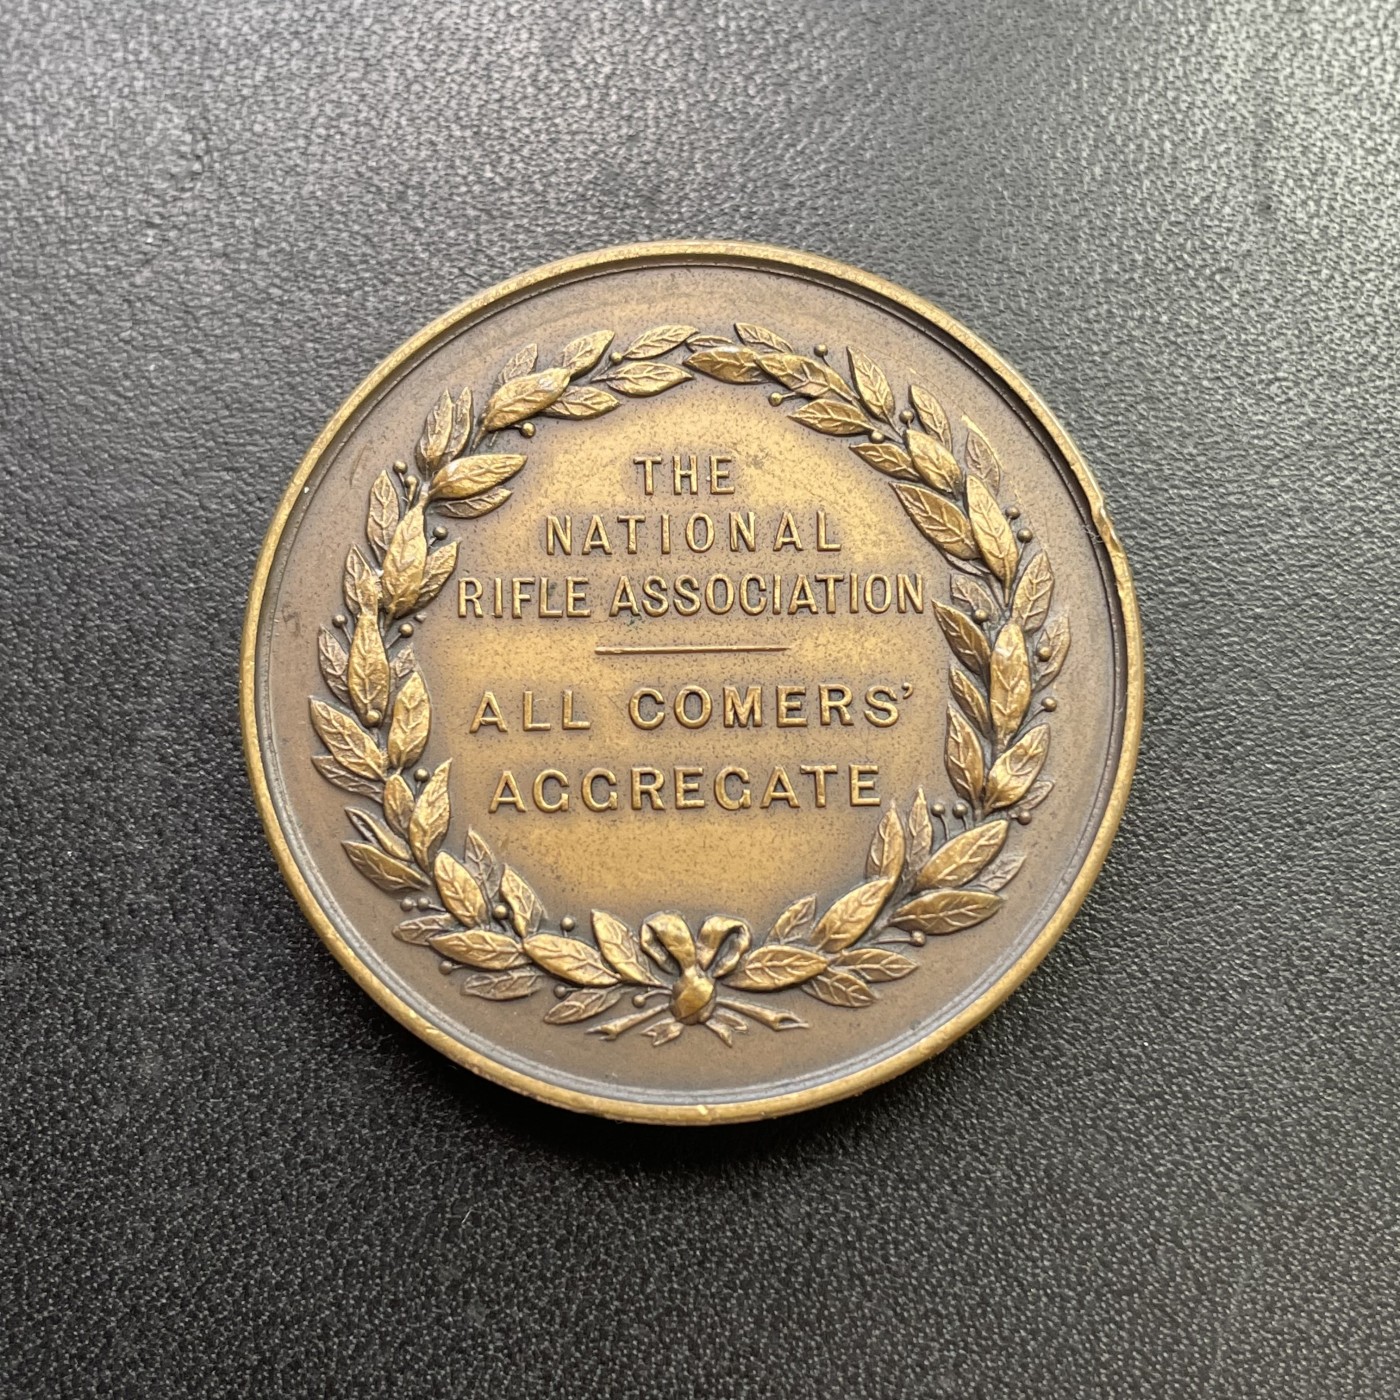 THE
NATIONAL
RIFLE ASSOCIATION
ALL COMERS'
AGGREGATE